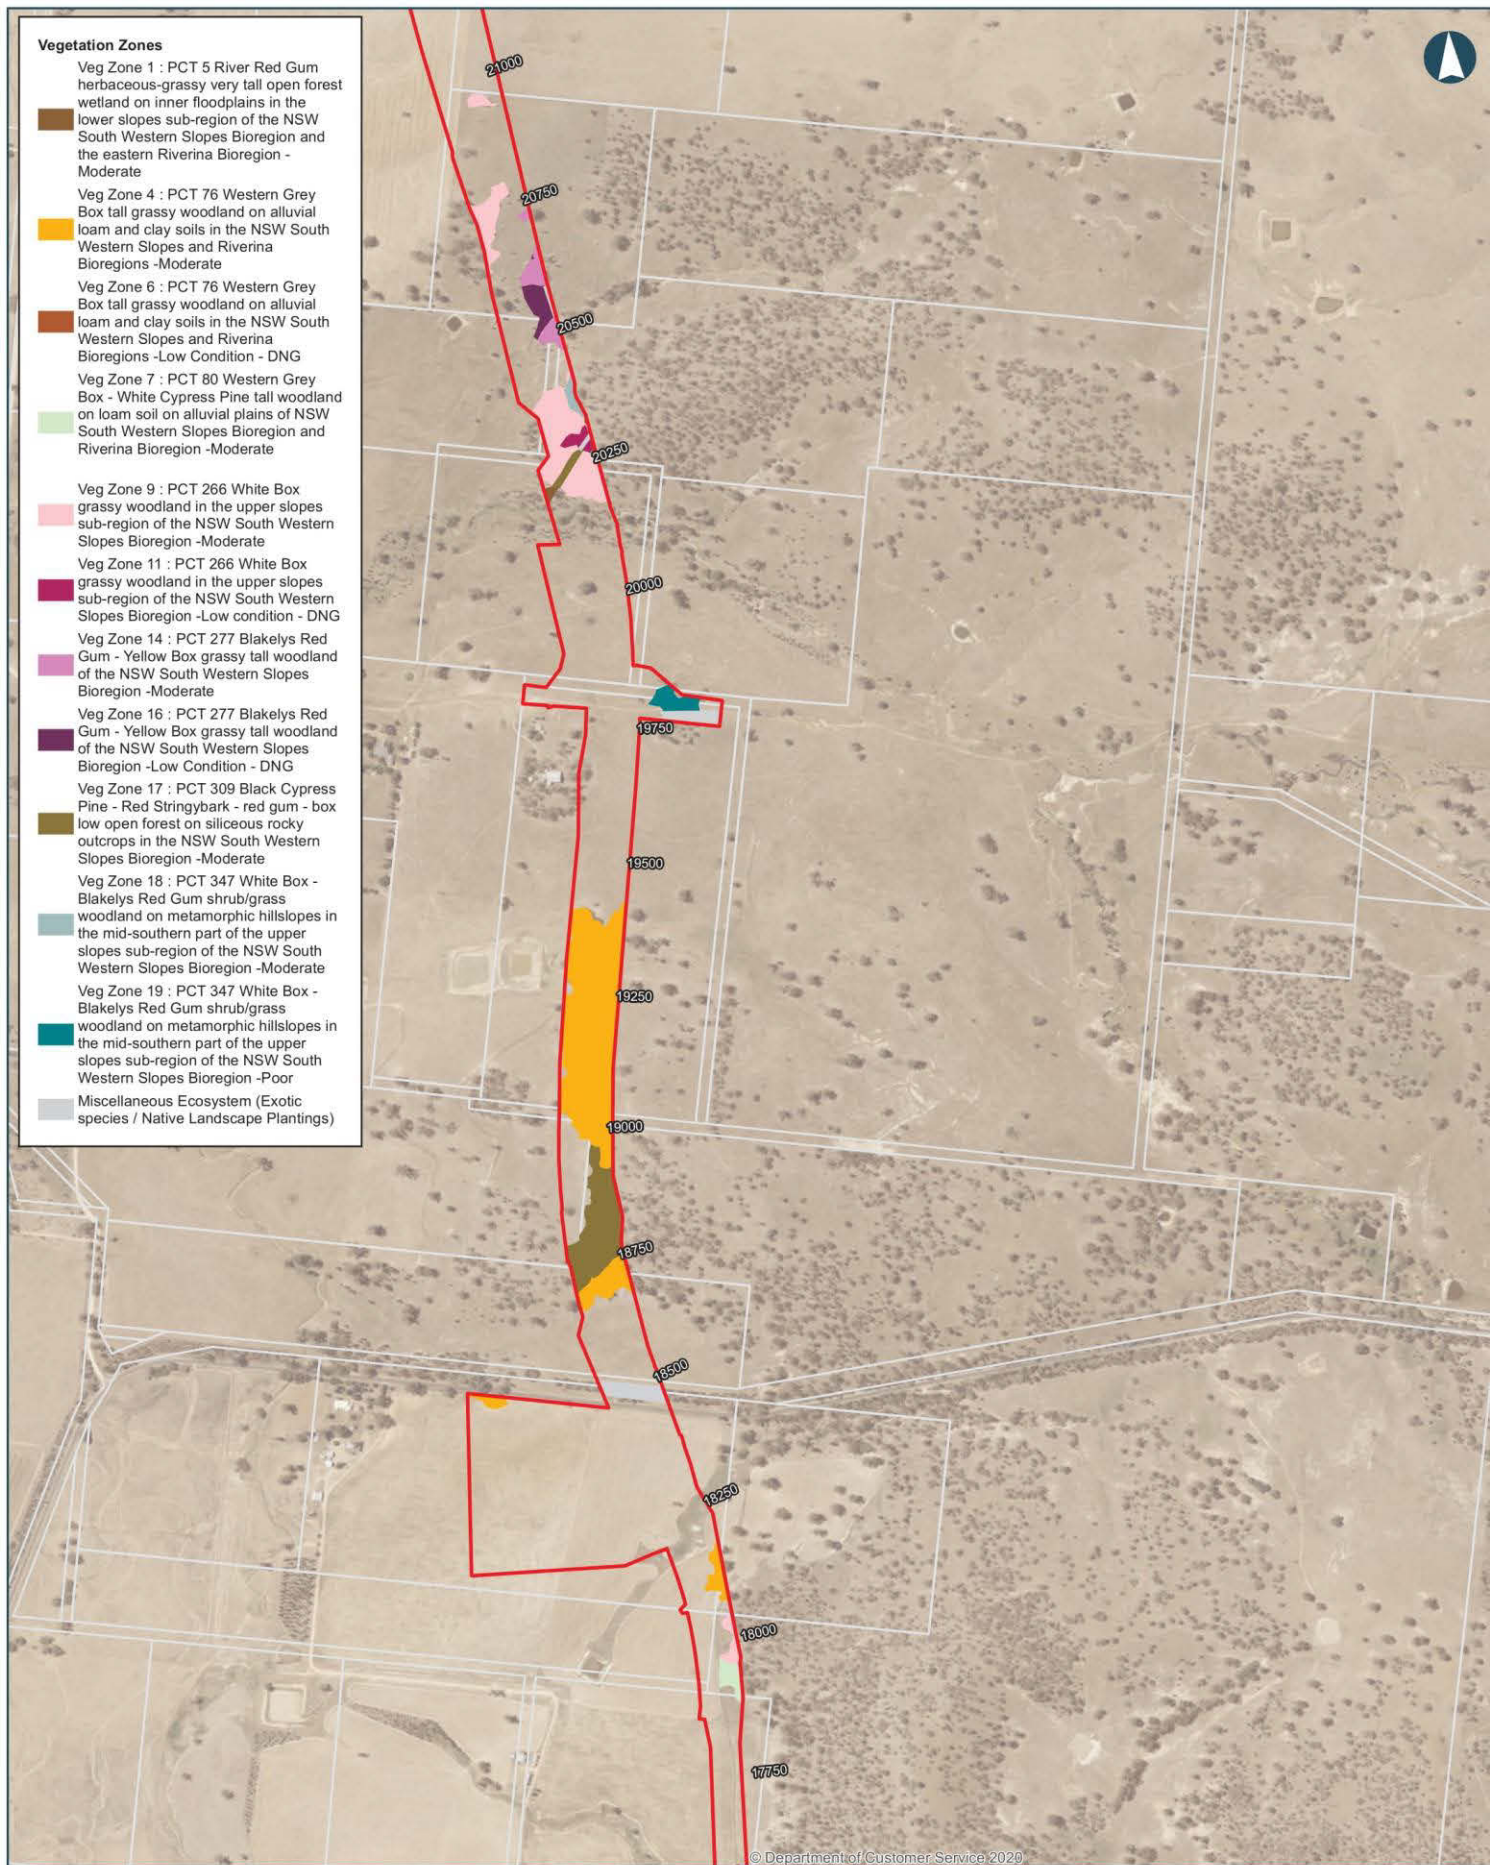 Vegetation Zones
Veg Zone 1 : PCT 5 River Red Gum
herbaceous-grassy very tall open forest
wetland on inner floodplains in the
lower slopes sub-region of the NSW
South Western Slopes Bioregion and
the eastern Riverina Bioregion -
Moderate
Veg Zone 4 : PCT 76 Western Grey
Box tall grassy woodland on alluvial
loam and clay soils in the NSW South
Western Slopes and Riverina
Bioregions -Moderate
Veg Zone 6 : PCT 76 Western Grey
Box tall grassy woodland on alluvial
loam and clay soils in the NSW South
Western Slopes and Riverina
Bioregions -Low Condition - DNG
Veg Zone 7 : PCT 80 Western Grey
Box - White Cypress Pine tall woodland
on loam soil on alluvial plains of NSW
South Western Slopes Bioregion and
Riverina Bioregion -Moderate
Veg Zone 9 : PCT 266 White Box
grassy woodland in the upper slopes
sub-region of the NSW South Western
Slopes Bioregion -Moderate
Veg Zone 11 : PCT 266 White Box
grassy woodland in the upper slopes
sub-region of the NSW South Western
Slopes Bioregion -Low condition - DNG
Veg Zone 14 : PCT 277 Blakelys Red
Gum - Yellow Box grassy tall woodland
of the NSW South Western Slopes
Bioregion -Moderate
Veg Zone 16 : PCT 277 Blakelys Red
Gum - Yellow Box grassy tall woodland
of the NSW South Western Slopes
Bioregion -Low Condition - DNG
Veg Zone 17 : PCT 309 Black Cypress
Pine - Red Stringybark - red gum - box
low open forest on siliceous rocky
outcrops in the NSW South Western
Slopes Bioregion -Moderate
Veg Zone 18 : PCT 347 White Box -
Blakelys Red Gum shrub/grass
woodland on metamorphic hillslopes in
the mid-southern part of the upper
slopes sub-region of the NSW South
Western Slopes Bioregion -Moderate
Veg Zone 19 : PCT 347 White Box -
Blakelys Red Gum shrub/grass
woodland on metamorphic hillslopes in
the mid-southern part of the upper
slopes sub-region of the NSW South
Western Slopes Bioregion -Poor
Miscellaneous Ecosystem (Exotic
species / Native Landscape Plantings)
21000
20750
20500
20250
20000
19750
19500
19250
19000
18750
18500
18250
18000
17750
© Department of Customer Service 2020